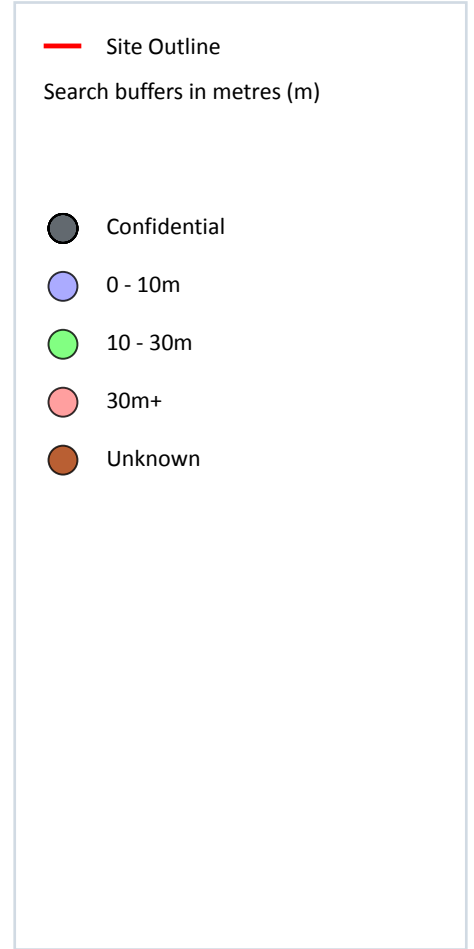 Site Outline
Search buffers in metres (m)
Confidential
0 - 10m
10 - 30m
30m+
Unknown